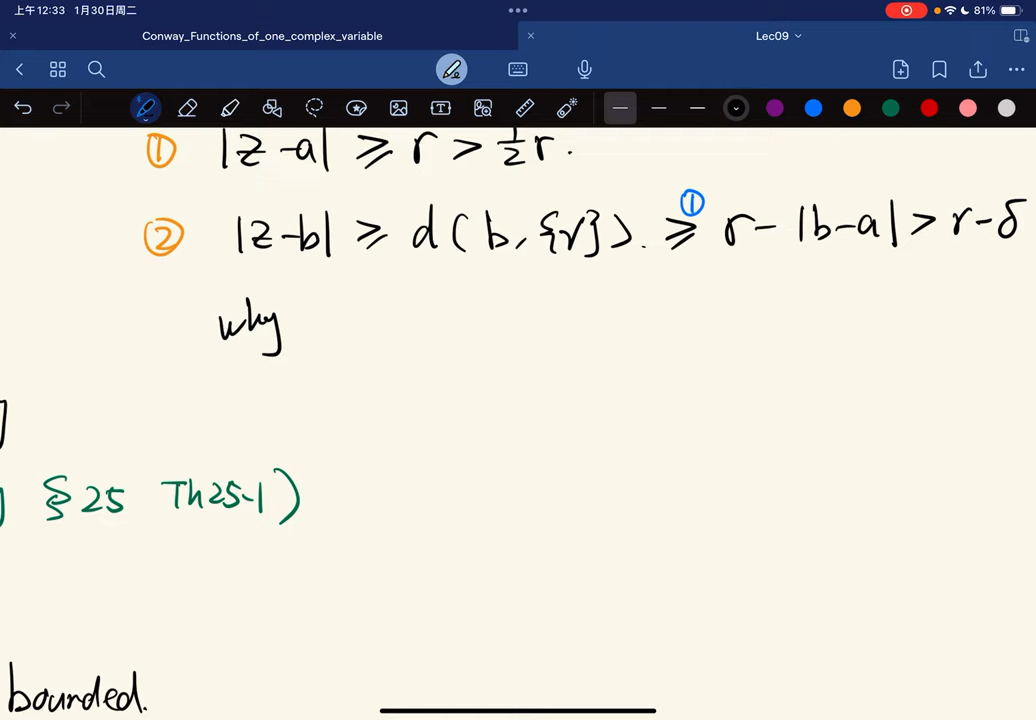 上午12:33 1月30日周二
81%
Conway_Functions_of_one_complex_variable
Lec09
① |z-a| ≥ r > ½r.
② |z-b| ≥ d(b,{γ}). ≥① r-|b-a| > r-δ
why
]
§25 Th25-1)
bounded.